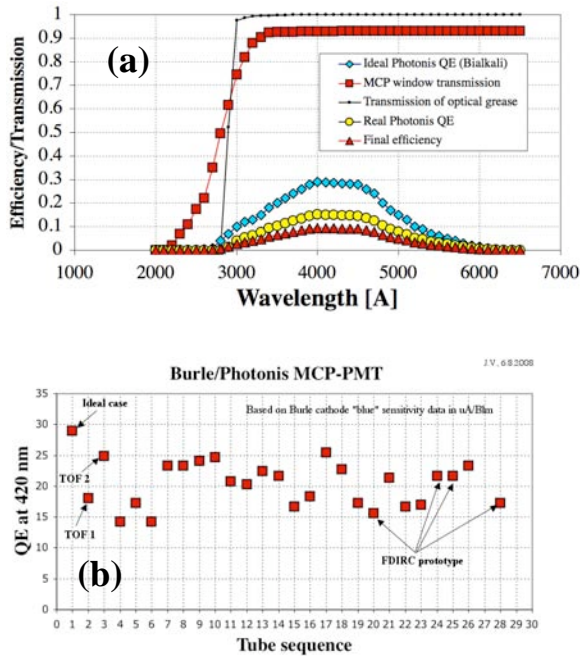 (a)
Efficiency/Transmission
1
0.9
0.8
0.7
0.6
0.5
0.4
0.3
0.2
0.1
0
Ideal Photonis QE (Bialkali)
MCP window transmission
Transmission of optical grease
Real Photonis QE
Final efficiency
1000 2000 3000 4000 5000 6000 7000
Wavelength [A]
J.V., 6 8 2008
Burle/Photonis MCP-PMT
QE at 420 nm
35
30
25
20
15
10
5
0
Ideal case
Based on Burle cathode "blue" sensitivity data in uA/Blm
TOF 2
TOF 1
FDIRC prototype
(b)
0 1 2 3 4 5 6 7 8 9 10 11 12 13 14 15 16 17 18 19 20 21 22 23 24 25 26 27 28 29 30
Tube sequence